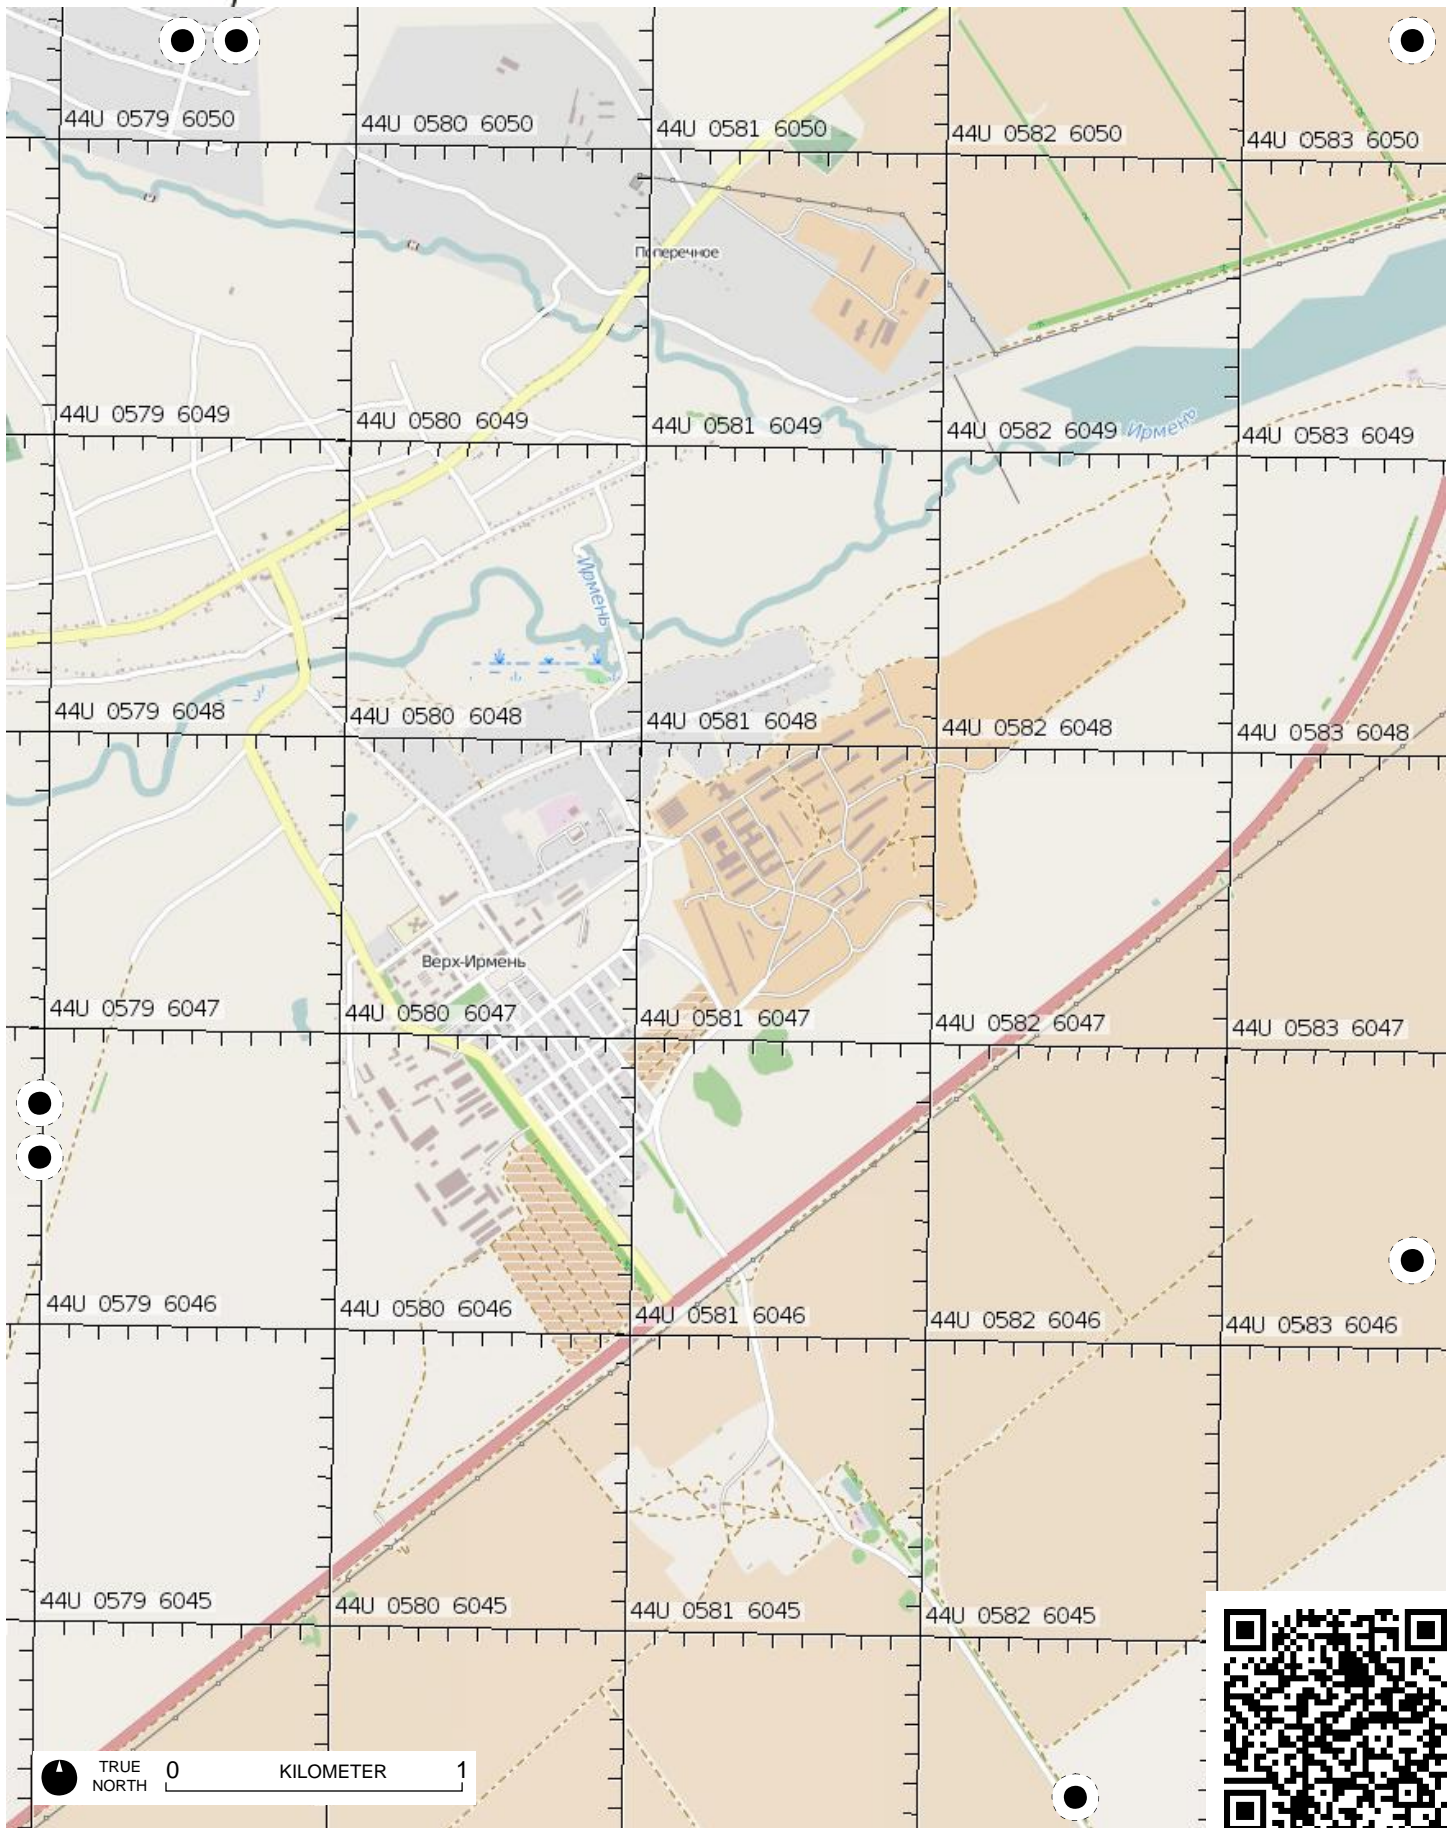 44U 0579 6050
44U 0580 6050
44U 0581 6050
44U 0582 6050
44U 0583 6050
Поперечное
44U 0579 6049
44U 0580 6049
44U 0581 6049
44U 0582 6049
Ирмень
44U 0583 6049
Ирмень
44U 0579 6048
44U 0580 6048
44U 0581 6048
44U 0582 6048
44U 0583 6048
Верх-Ирмень
44U 0579 6047
44U 0580 6047
44U 0581 6047
44U 0582 6047
44U 0583 6047
44U 0579 6046
44U 0580 6046
44U 0581 6046
44U 0582 6046
44U 0583 6046
44U 0579 6045
44U 0580 6045
44U 0581 6045
44U 0582 6045
TRUE NORTH
0 KILOMETER 1